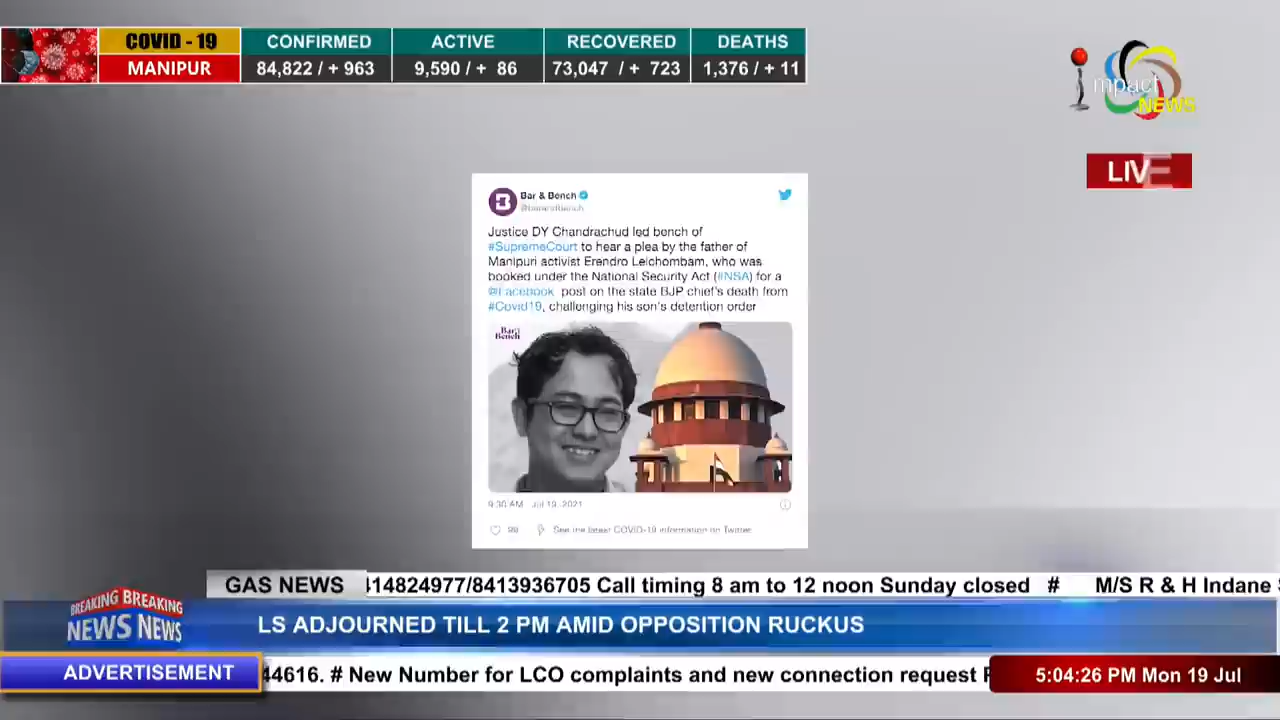 COVID - 19
CONFIRMED
ACTIVE
RECOVERED
DEATHS
MANIPUR
84,822 / + 963
9,590 / + 86
73,047 / + 723
1,376 / + 11
impact
NEWS
LIVE
Bar & Bench
@barandbench
Justice DY Chandrachud led bench of
#SupremeCourt to hear a plea by the father of
Manipuri activist Erendro Leichombam, who was
booked under the National Security Act (#NSA) for a
@Facebook post on the state BJP chief's death from
#Covid19, challenging his son's detention order
Bar &
Bench
9:30 AM Jul 19, 2021
See the latest COVID-19 information on Twitter
GAS NEWS
14824977/8413936705 Call timing 8 am to 12 noon Sunday closed # M/S R & H Indane
BREAKING BREAKING
NEWS NEWS
LS ADJOURNED TILL 2 PM AMID OPPOSITION RUCKUS
ADVERTISEMENT
44616. # New Number for LCO complaints and new connection request
5:04:26 PM Mon 19 Jul